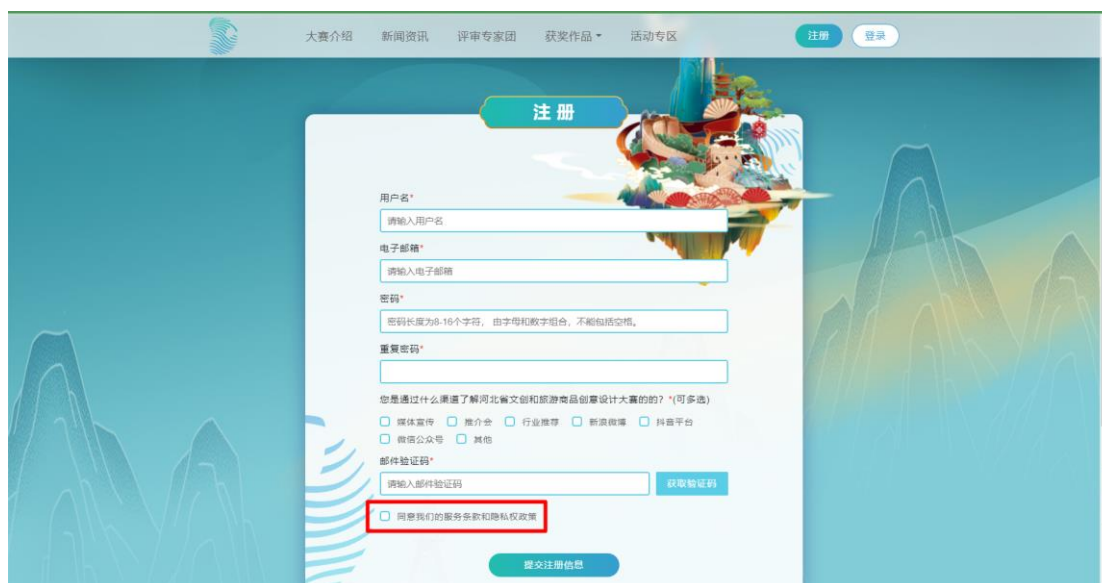 大赛介绍 新闻资讯 评审专家团 获奖作品 活动专区 注册 登录
注册
用户名*
请输入用户名
电子邮箱*
请输入电子邮箱
密码*
密码长度为8-16个字符， 由字母和数字组合，不能包括空格。
重复密码*
您是通过什么渠道了解河北省文创和旅游商品创意设计大赛的的？*(可多选)
媒体宣传 推介会 行业推荐 新浪微博 抖音平台
微信公众号 其他
邮件验证码*
请输入邮件验证码 获取验证码
同意我们的服务条款和隐私权政策
提交注册信息